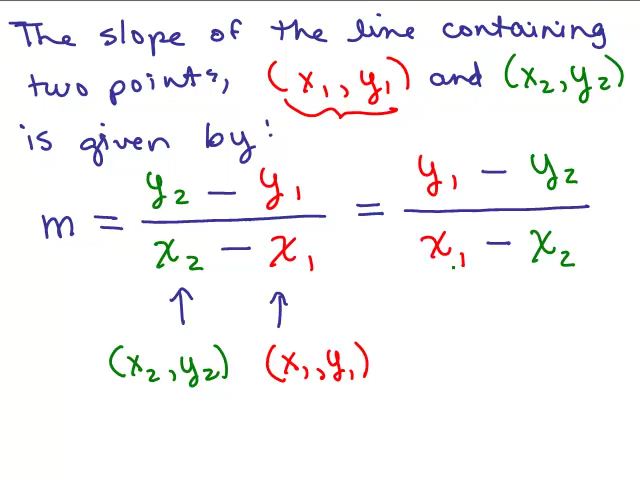 The slope of the line containing
two points, (x₁, y₁) and (x₂, y₂)
is given by:
m = (y₂ − y₁)/(x₂ − x₁) = (y₁ − y₂)/(x₁ − x₂)
↑ ↑
(x₂, y₂) (x₁, y₁)